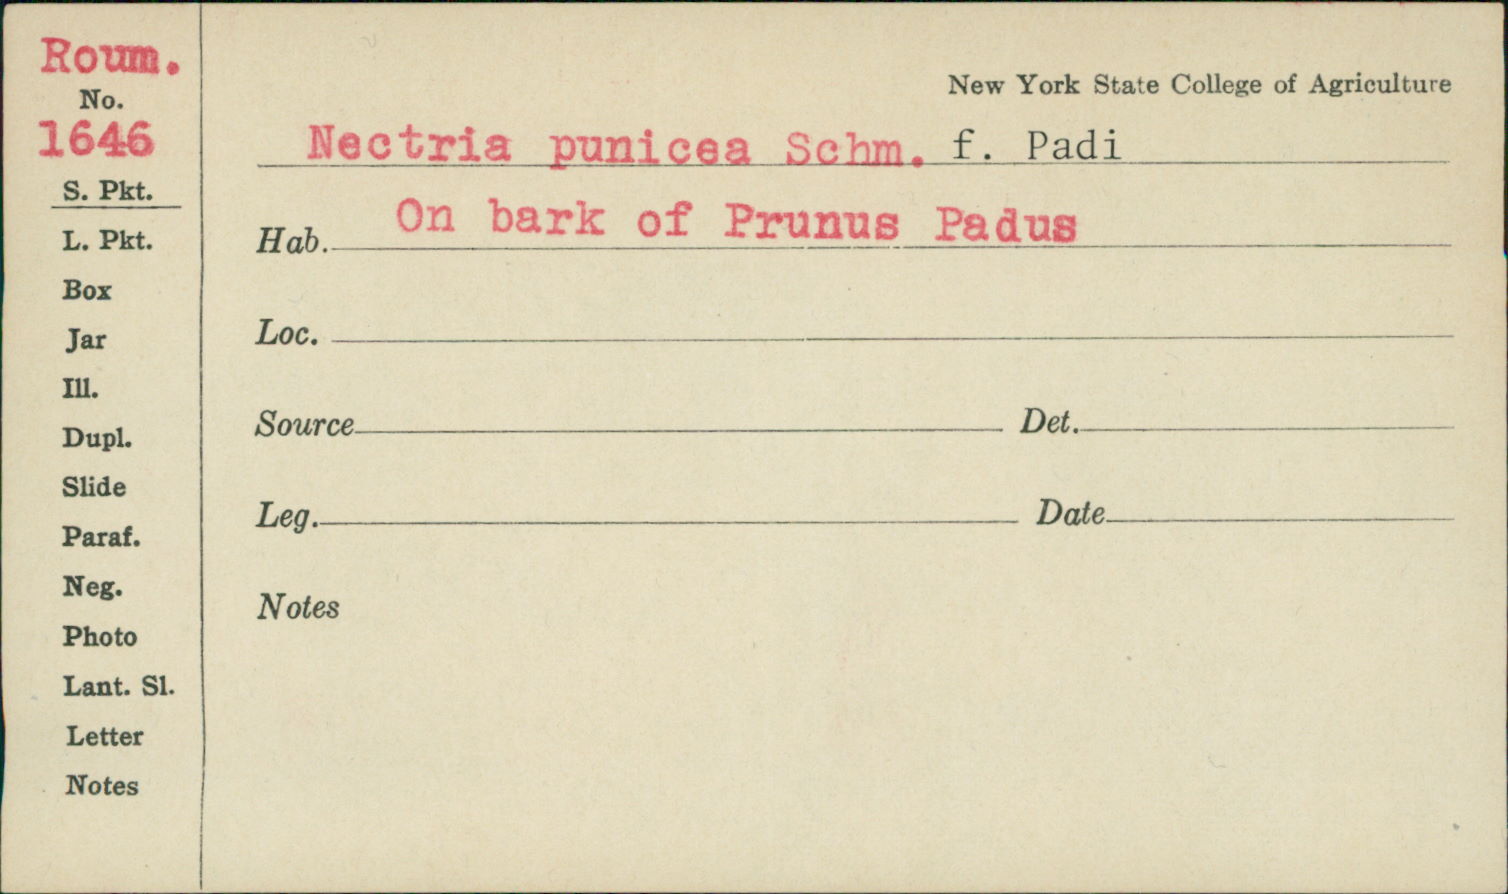 Roum.
No.
1646
S. Pkt.
L. Pkt.
Box
Jar
Ill.
Dupl.
Slide
Paraf.
Neg.
Photo
Lant. Sl.
Letter
Notes
New York State College of Agriculture
Nectria punicea Schm. f. Padi
Hab. On bark of Prunus Padus
Loc.
Source Det.
Leg. Date
Notes